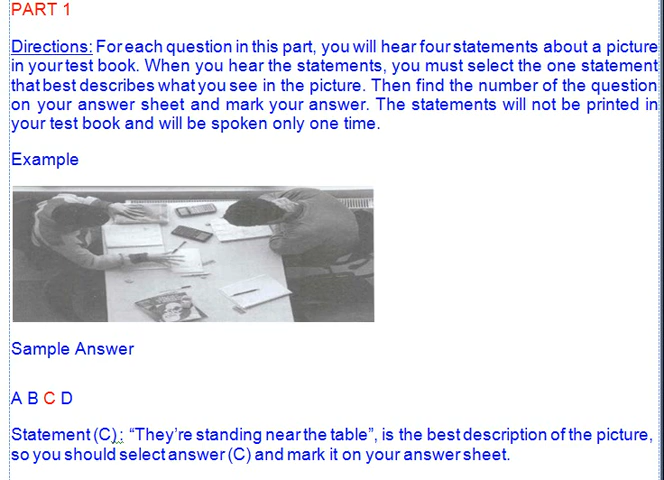 PART 1
Directions: For each question in this part, you will hear four statements about a picture
in your test book. When you hear the statements, you must select the one statement
that best describes what you see in the picture. Then find the number of the question
on your answer sheet and mark your answer. The statements will not be printed in
your test book and will be spoken only one time.
Example
Sample Answer
A B C D
Statement (C): “They’re standing near the table”, is the best description of the picture,
so you should select answer (C) and mark it on your answer sheet.